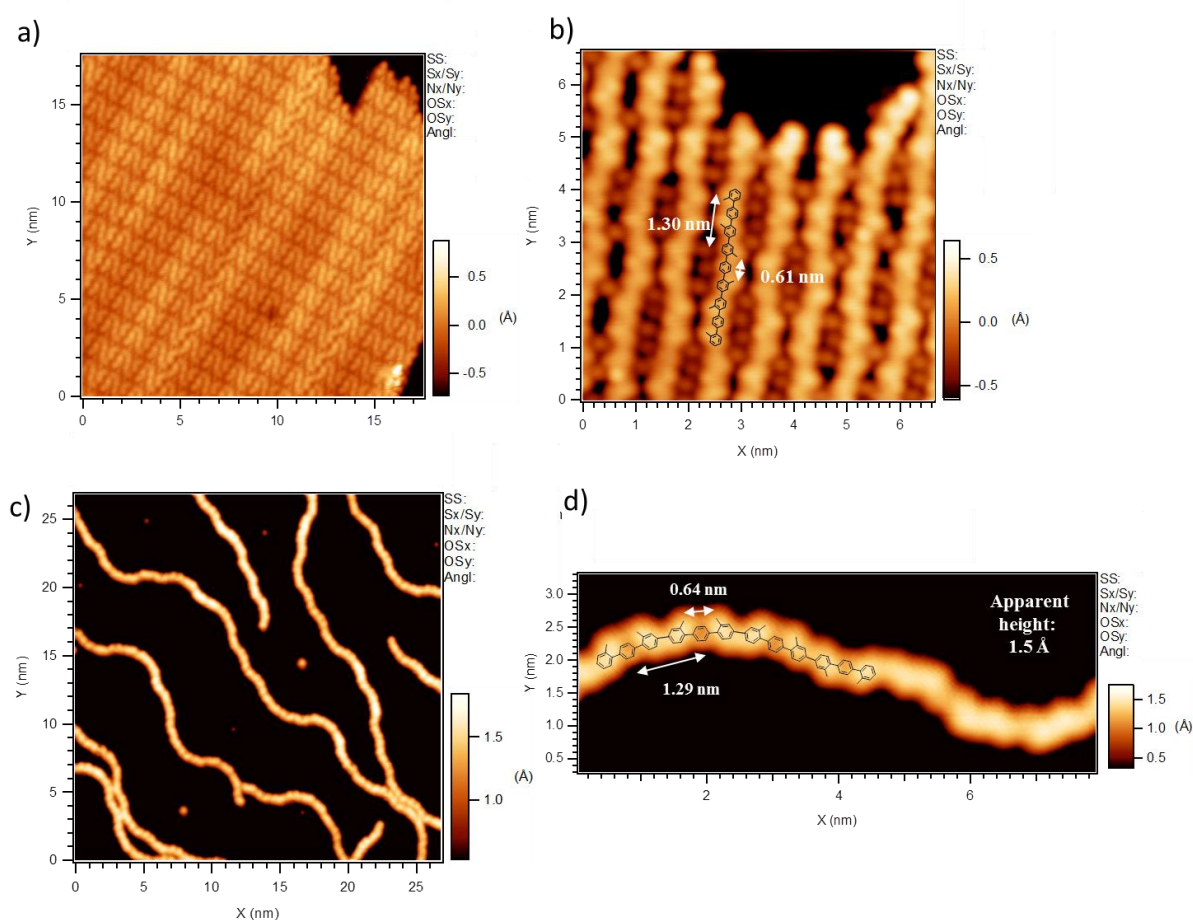 a)
SS:
Sx/Sy:
Nx/Ny:
OSx:
OSy:
Angl:
15
10
5
0
Y (nm)
0
5
10
15
0.5
0.0
-0.5
(Å)
b)
SS:
Sx/Sy:
Nx/Ny:
OSx:
OSy:
Angl:
6
5
4
3
2
1
0
Y (nm)
1.30 nm
0.61 nm
0
1
2
3
4
5
6
X (nm)
0.5
0.0
-0.5
(Å)
c)
SS:
Sx/Sy:
Nx/Ny:
OSx:
OSy:
Angl:
25
20
15
10
5
0
Y (nm)
0
5
10
15
20
25
X (nm)
1.5
1.0
(Å)
d)
SS:
Sx/Sy:
Nx/Ny:
OSx:
OSy:
Angl:
3.0
2.5
2.0
1.5
1.0
0.5
Y (nm)
0.64 nm
1.29 nm
Apparent
height:
1.5 Å
2
4
6
X (nm)
1.5
1.0
0.5
(Å)